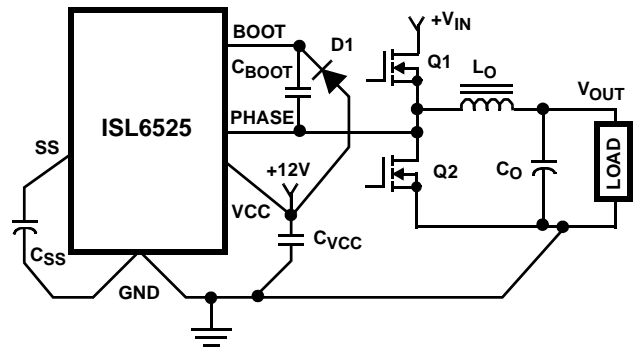 +VIN
BOOT
D1
Q1
CBOOT
LO
VOUT
PHASE
ISL6525
SS
+12V
Q2
CO
LOAD
VCC
CVCC
CSS
GND